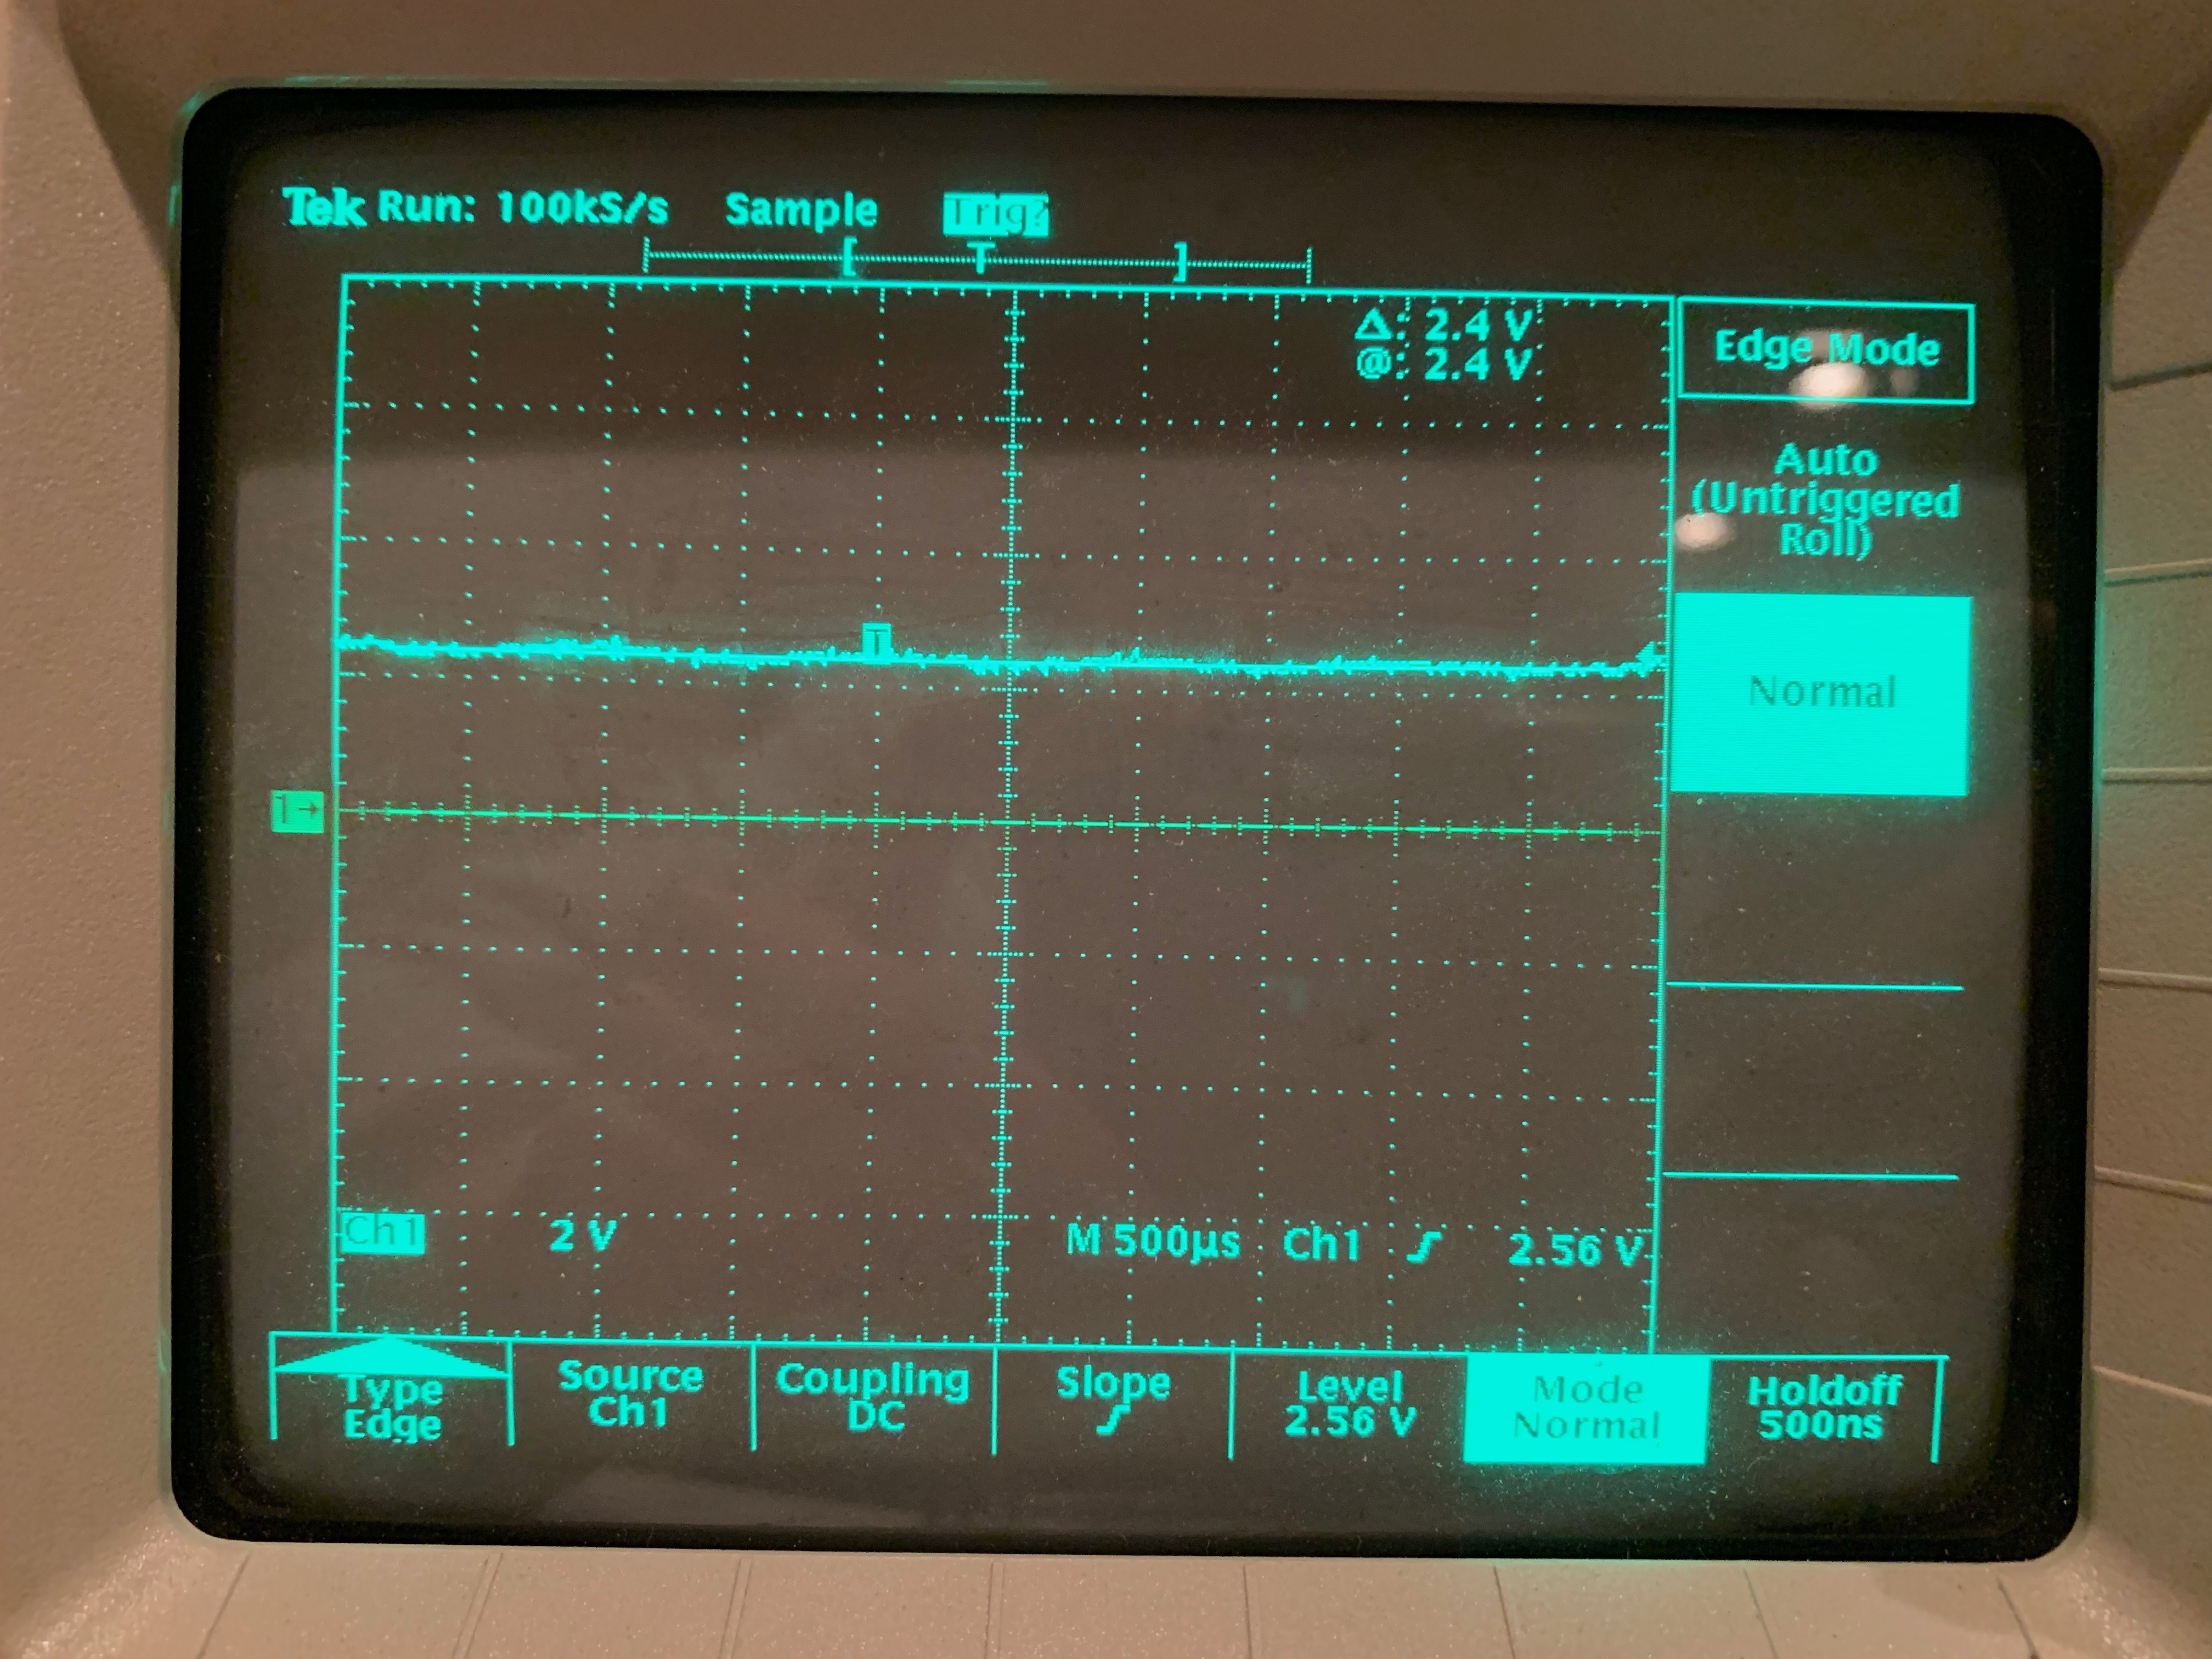 Tek Run: 100kS/s Sample Trig?
T
Δ: 2.4 V
@: 2.4 V
Edge Mode
Auto
(Untriggered
Roll)
T
Normal
1→
Ch1 2 V M 500µs Ch1 2.56 V
Type
Edge
Source
Ch1
Coupling
DC
Slope
Level
2.56 V
Mode
Normal
Holdoff
500ns